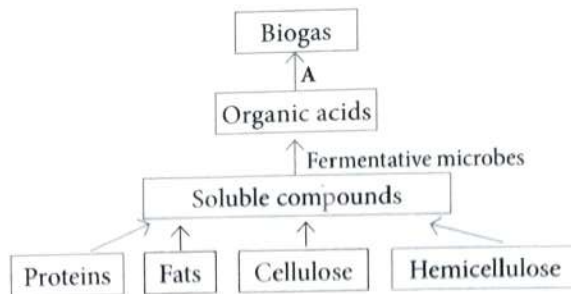 Biogas
A
Organic acids
Fermentative microbes
Soluble compounds
Proteins Fats Cellulose Hemicellulose